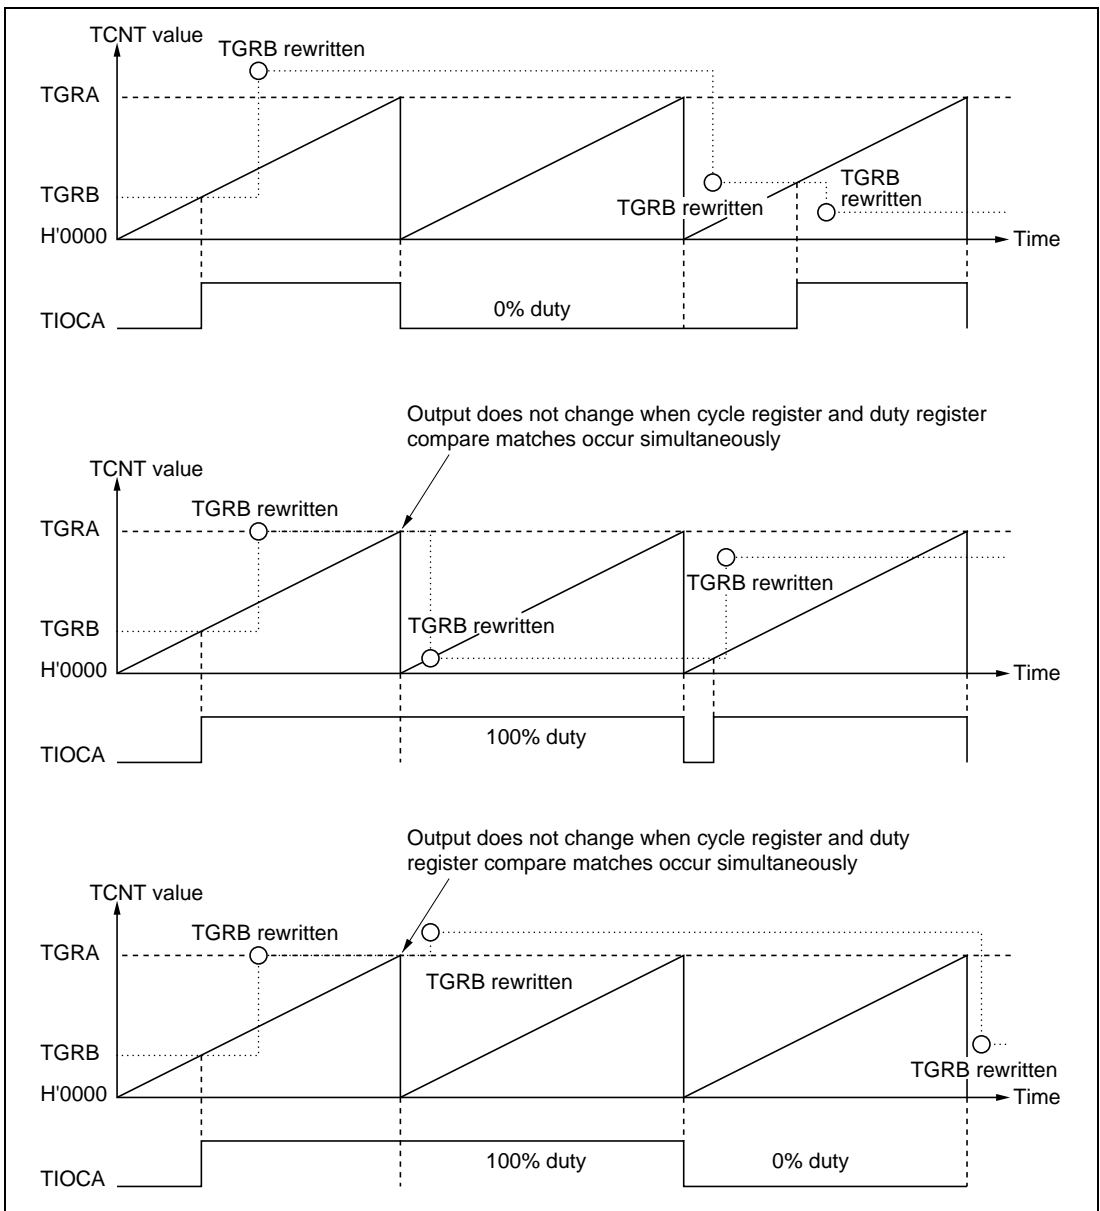 TCNT value
TGRB rewritten
TGRA
TGRB
rewritten
TGRB
TGRB rewritten
H'0000
Time
0% duty
TIOCA
Output does not change when cycle register and duty register
compare matches occur simultaneously
TCNT value
TGRB rewritten
TGRA
TGRB rewritten
TGRB
TGRB rewritten
H'0000
Time
100% duty
TIOCA
Output does not change when cycle register and duty
register compare matches occur simultaneously
TCNT value
TGRB rewritten
TGRA
TGRB rewritten
TGRB
TGRB rewritten
H'0000
Time
100% duty
0% duty
TIOCA